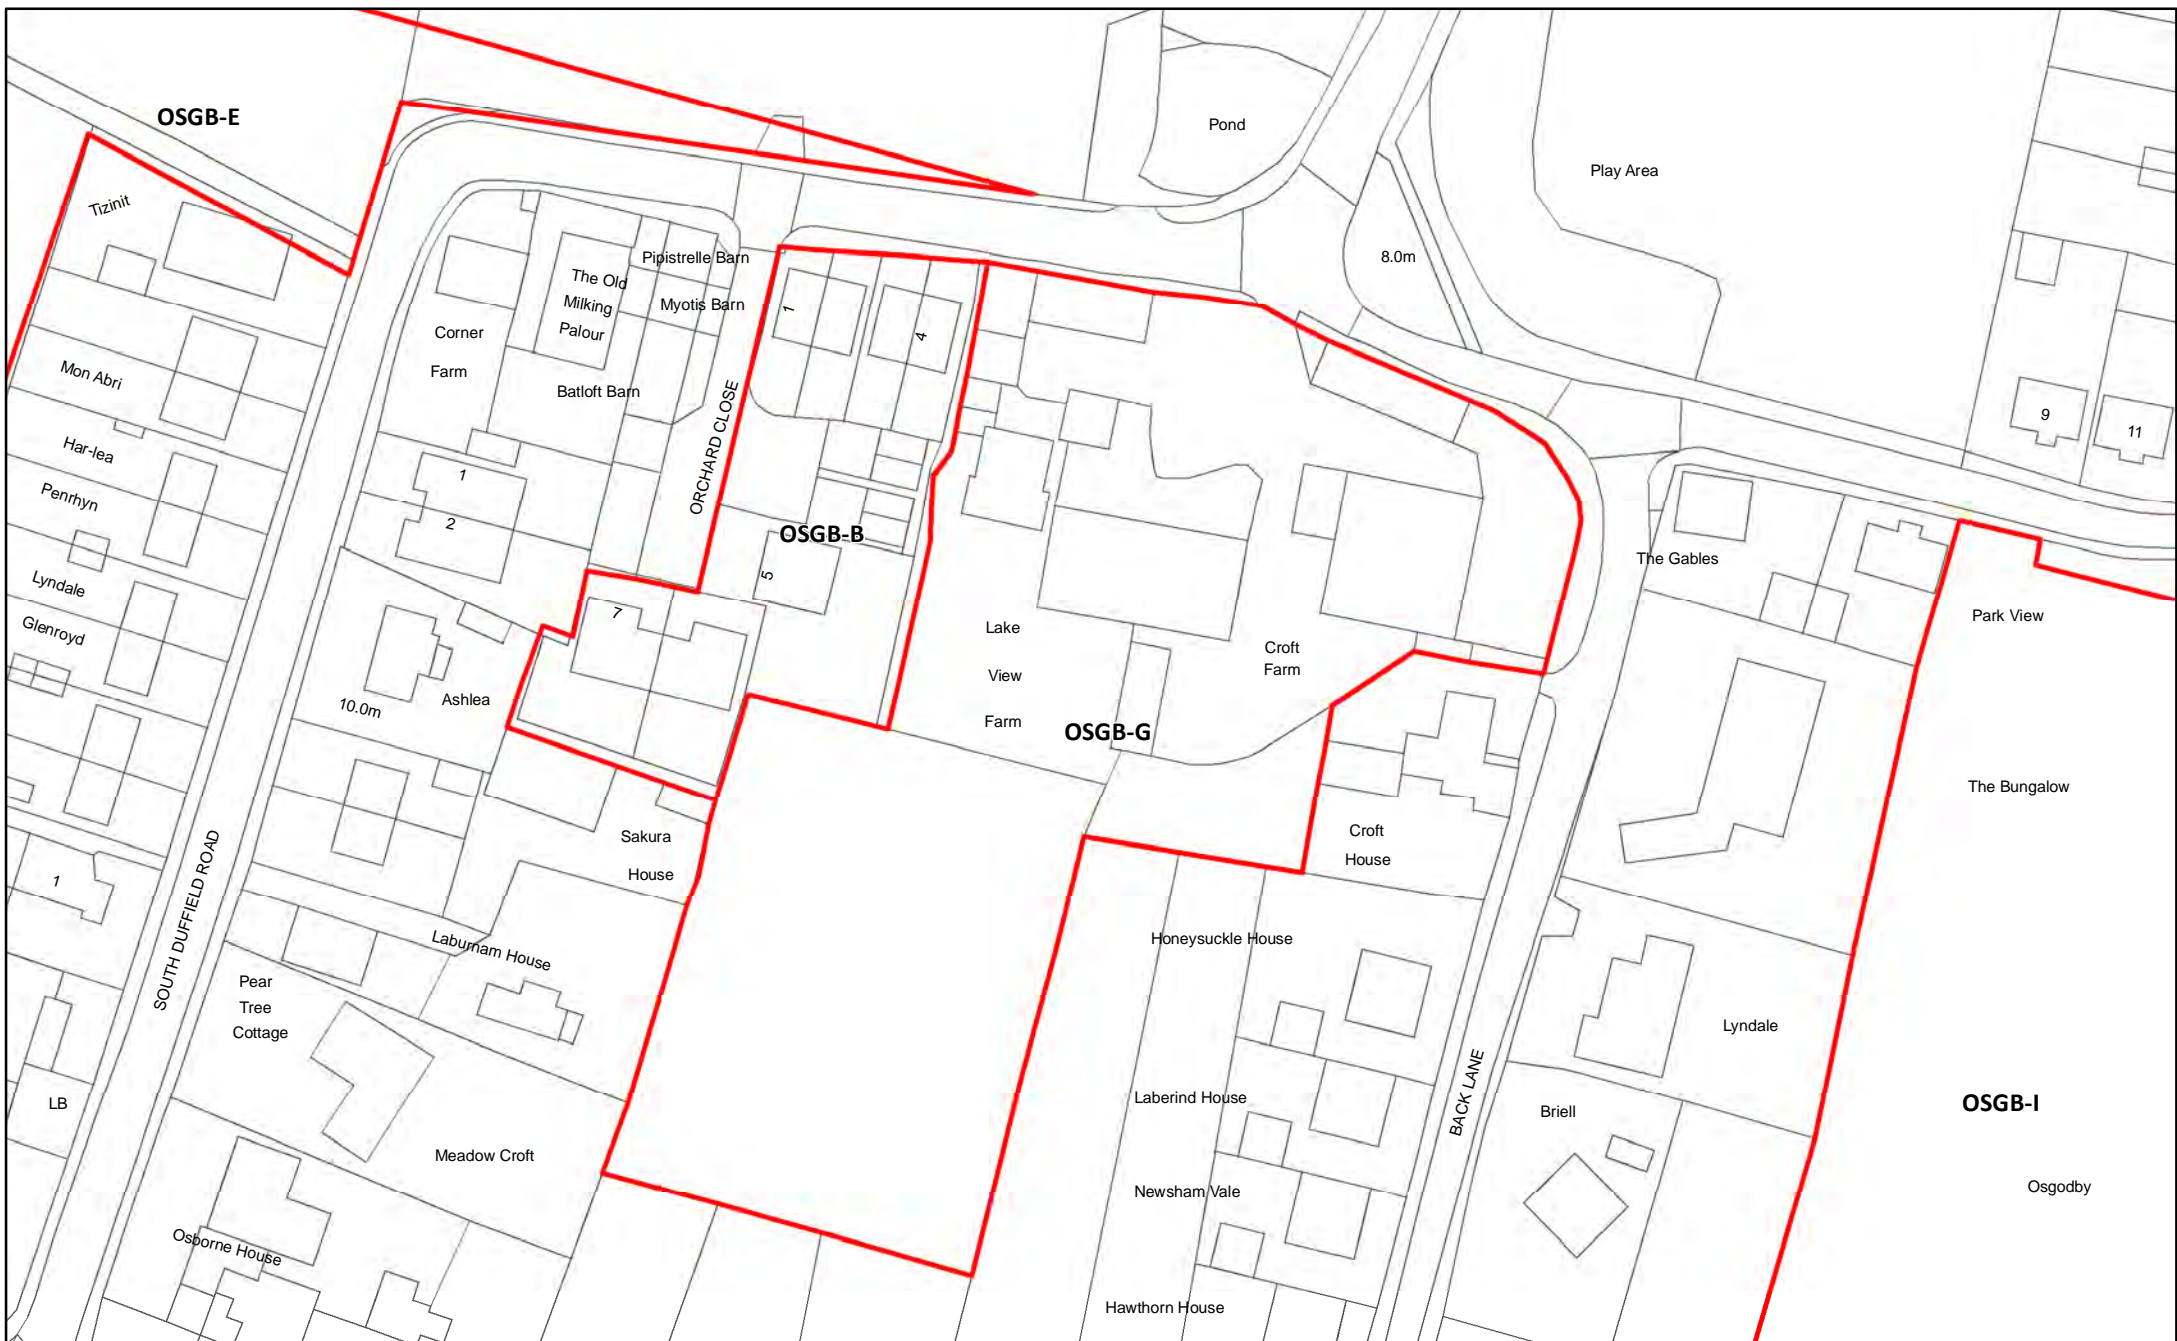 OSGB-E
Pond
Play Area
Tizinit
Pipistrelle Barn
8.0m
The Old
Milking
Palour
Myotis Barn
1
4
Corner
Farm
Mon Abri
Batloft Barn
ORCHARD CLOSE
9
11
Har-lea
Penrhyn
1
2
OSGB-B
5
The Gables
Lyndale
Glenroyd
7
Park View
Lake
View
Farm
Croft
Farm
Ashlea
10.0m
OSGB-G
The Bungalow
Sakura
House
Croft
House
1
SOUTH DUFFIELD ROAD
Laburnam House
Honeysuckle House
Pear
Tree
Cottage
Lyndale
LB
Laberind House
BACK LANE
Briell
OSGB-I
Meadow Croft
Newsham Vale
Osgodby
Osborne House
Hawthorn House